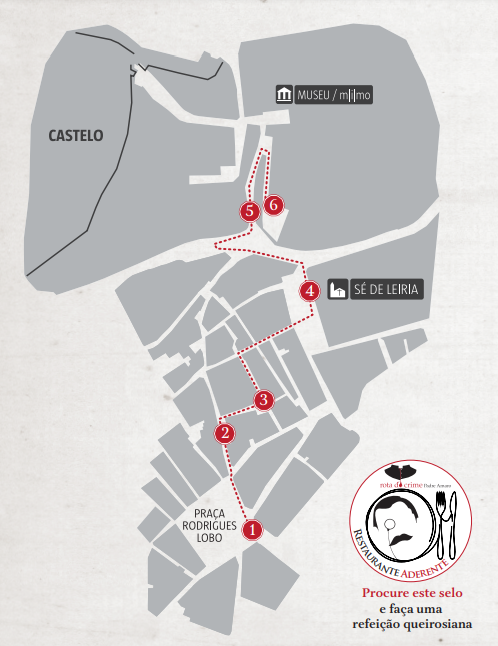 MUSEU / m|i|mo
CASTELO
5
6
4
SÉ DE LEIRIA
3
2
PRAÇA
RODRIGUES
LOBO
1
rota do crime Padre Amaro
RESTAURANTE ADERENTE
Procure este selo
e faça uma
refeição queirosiana